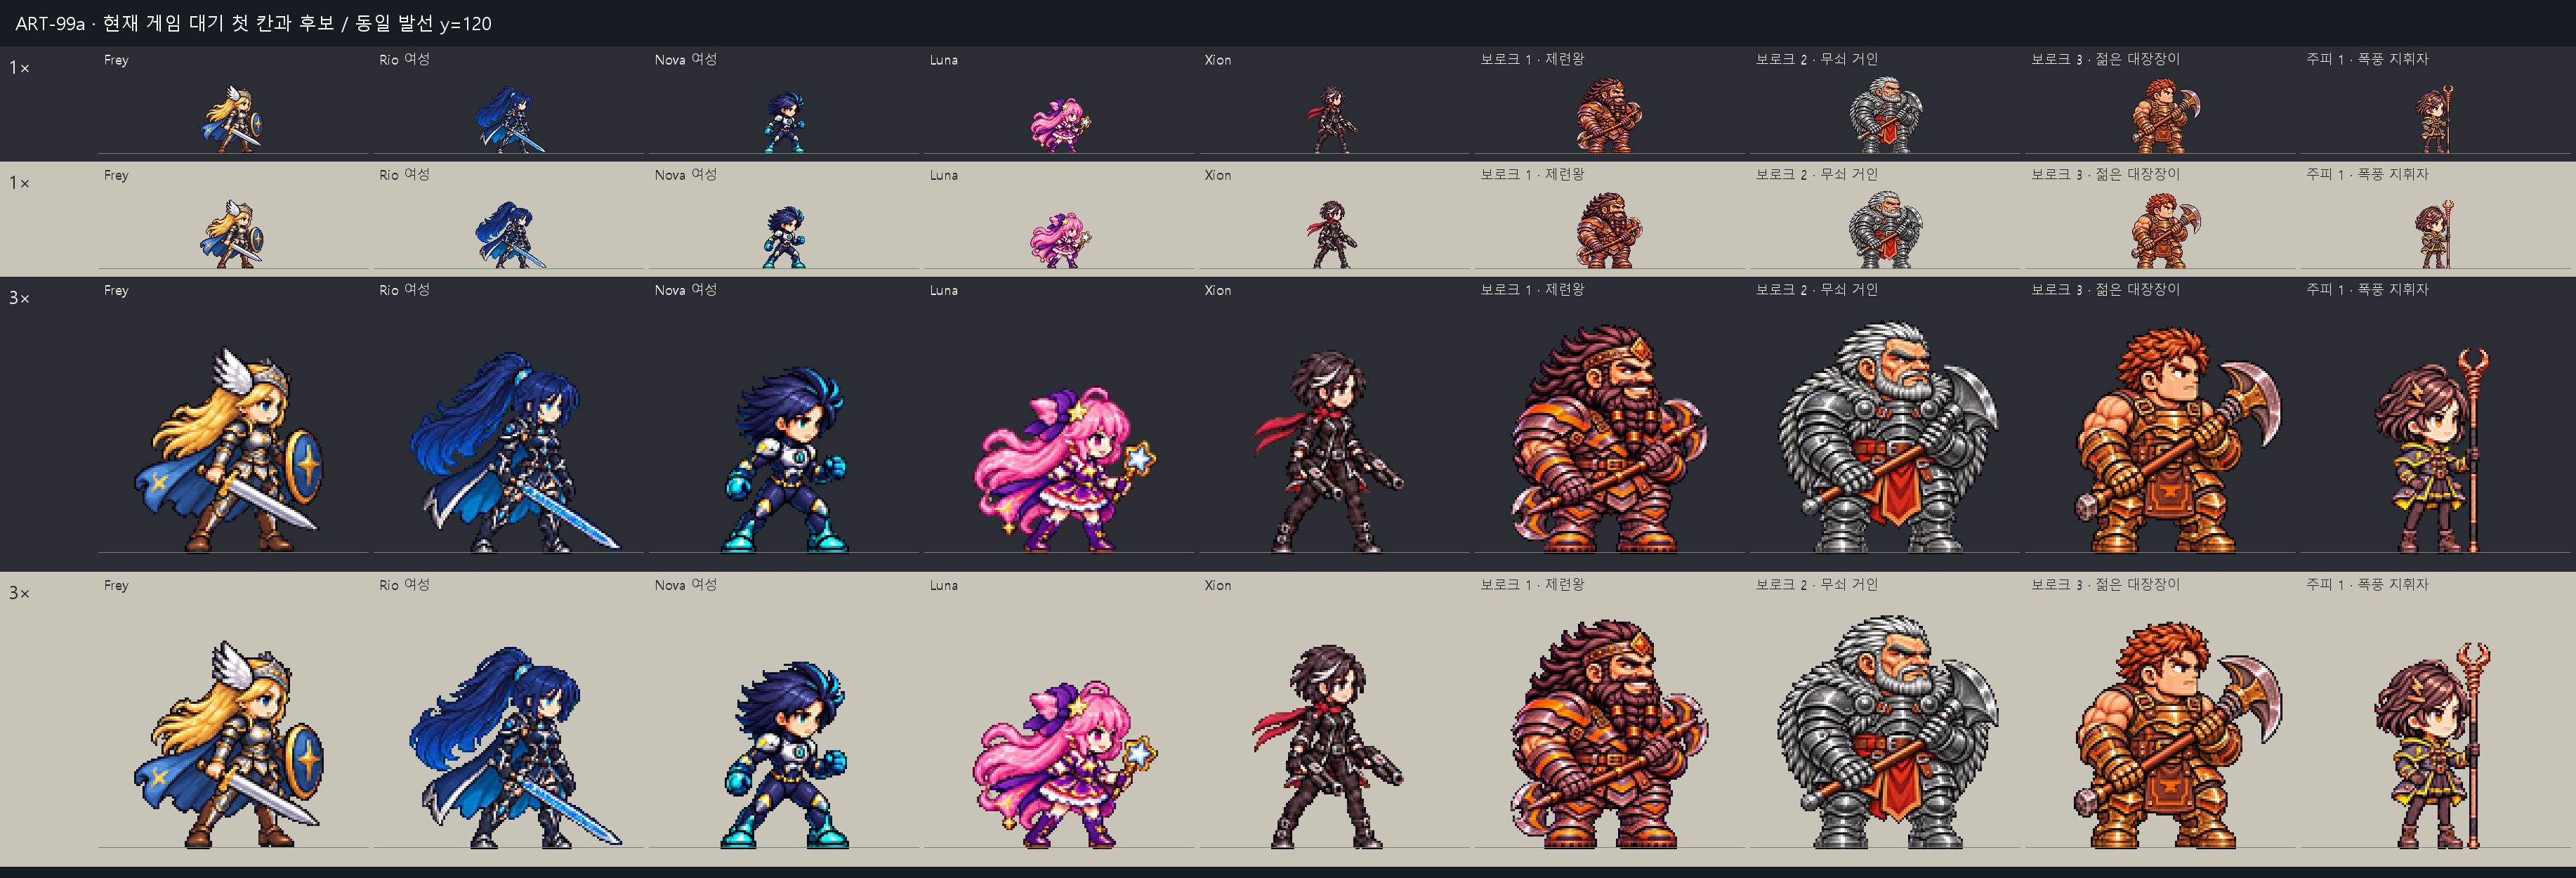 ART-99a · 현재 게임 대기 첫 칸과 후보 / 동일 발선 y=120
1× Frey Rio 여성 Nova 여성 Luna Xion 보로크 1 · 제련왕 보로크 2 · 무쇠 거인 보로크 3 · 젊은 대장장이 주피 1 · 폭풍 지휘자
1× Frey Rio 여성 Nova 여성 Luna Xion 보로크 1 · 제련왕 보로크 2 · 무쇠 거인 보로크 3 · 젊은 대장장이 주피 1 · 폭풍 지휘자
3× Frey Rio 여성 Nova 여성 Luna Xion 보로크 1 · 제련왕 보로크 2 · 무쇠 거인 보로크 3 · 젊은 대장장이 주피 1 · 폭풍 지휘자
3× Frey Rio 여성 Nova 여성 Luna Xion 보로크 1 · 제련왕 보로크 2 · 무쇠 거인 보로크 3 · 젊은 대장장이 주피 1 · 폭풍 지휘자